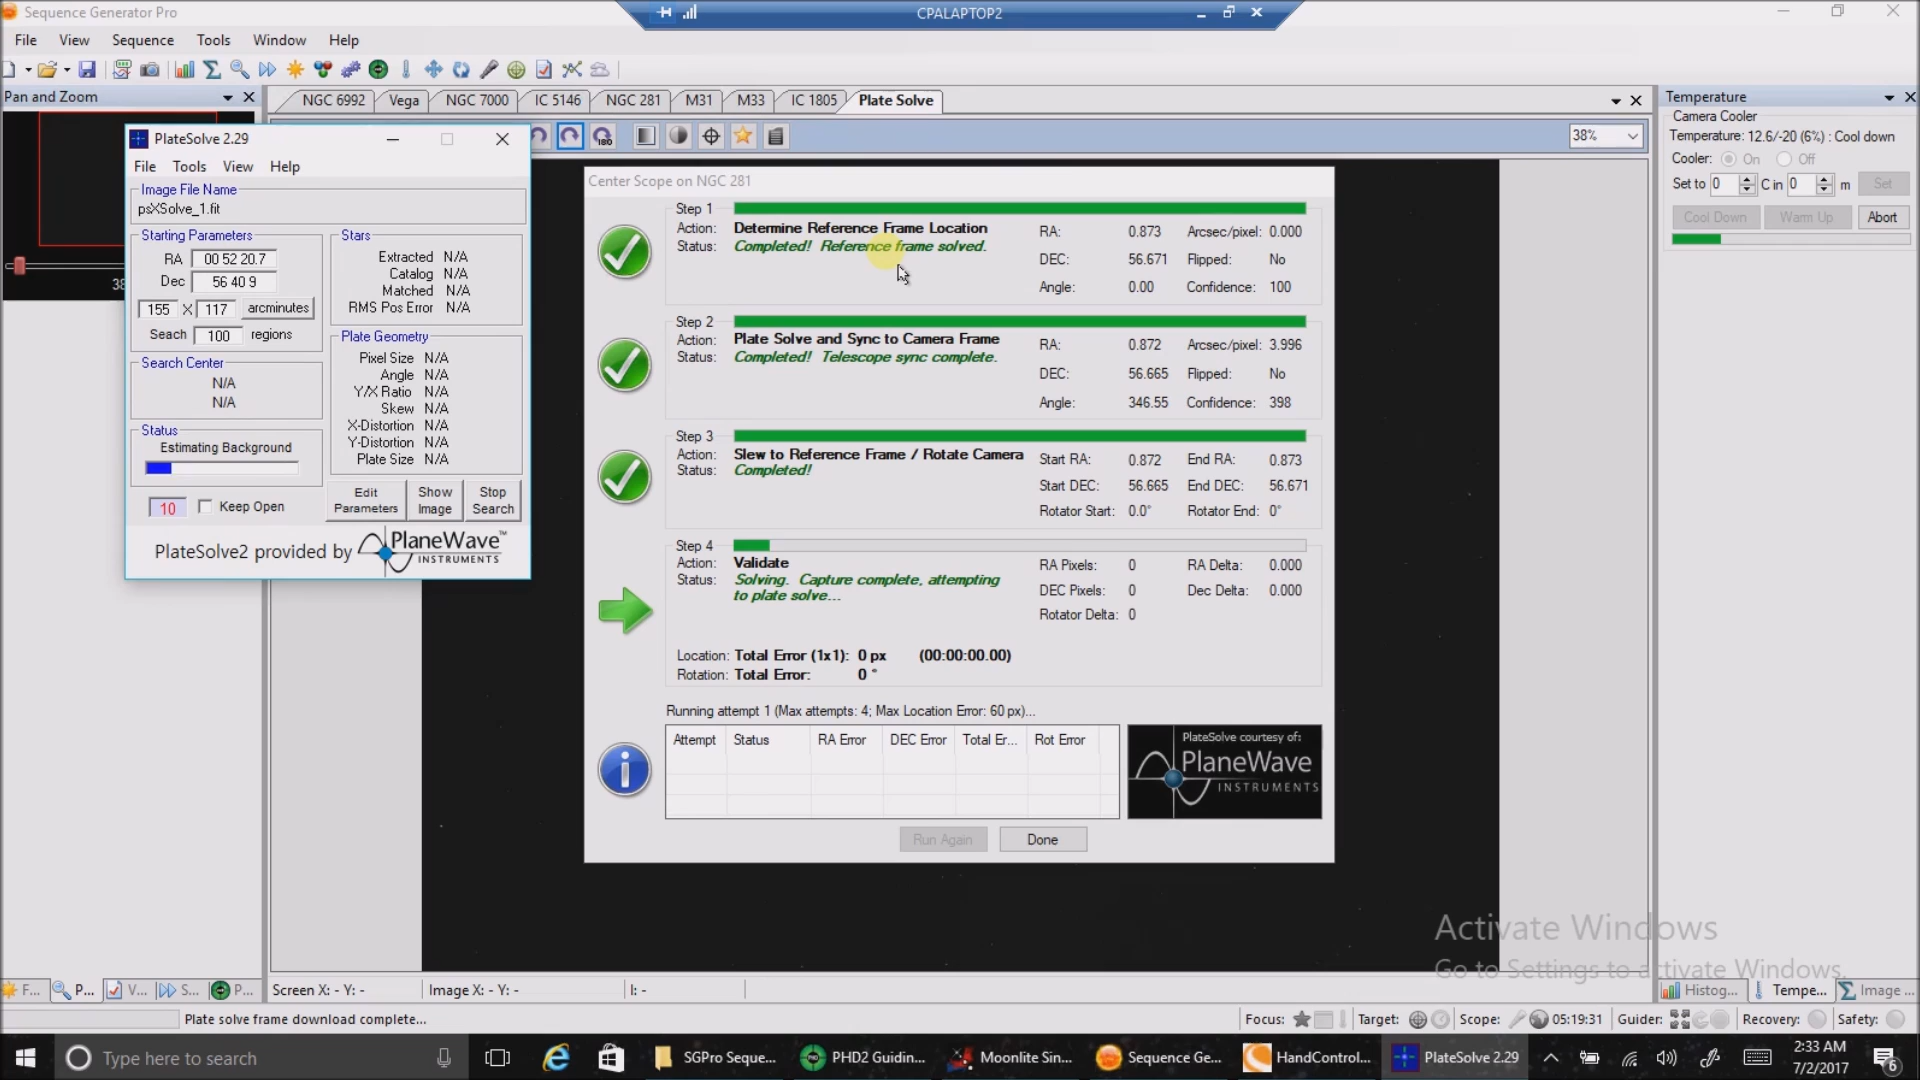 Sequence Generator Pro
CPALAPTOP2
File View Sequence Tools Window Help
Pan and Zoom
NGC 6992 Vega NGC 7000 IC 5146 NGC 281 M31 M33 IC 1805 Plate Solve
38%
180
Temperature
Camera Cooler
Temperature: 12.6/-20 (6%) : Cool down
Cooler: On Off
Set to 0 C in 0 m Set
Cool Down Warm Up Abort
38
PlateSolve 2.29
File Tools View Help
Image File Name
psXSolve_1.fit
Starting Parameters
RA 00 52 20.7
Dec 56 40 9
155 X 117 arcminutes
Seach 100 regions
Search Center
N/A
N/A
Status
Estimating Background
10 Keep Open
Stars
Extracted N/A
Catalog N/A
Matched N/A
RMS Pos Error N/A
Plate Geometry
Pixel Size N/A
Angle N/A
Y/X Ratio N/A
Skew N/A
X-Distortion N/A
Y-Distortion N/A
Plate Size N/A
Edit Parameters Show Image Stop Search
PlateSolve2 provided by PlaneWave™ INSTRUMENTS
Center Scope on NGC 281
Step 1
Action: Determine Reference Frame Location
Status: Completed! Reference frame solved.
RA: 0.873 Arcsec/pixel: 0.000
DEC: 56.671 Flipped: No
Angle: 0.00 Confidence: 100
Step 2
Action: Plate Solve and Sync to Camera Frame
Status: Completed! Telescope sync complete.
RA: 0.872 Arcsec/pixel: 3.996
DEC: 56.665 Flipped: No
Angle: 346.55 Confidence: 398
Step 3
Action: Slew to Reference Frame / Rotate Camera
Status: Completed!
Start RA: 0.872 End RA: 0.873
Start DEC: 56.665 End DEC: 56.671
Rotator Start: 0.0° Rotator End: 0°
Step 4
Action: Validate
Status: Solving. Capture complete, attempting
to plate solve...
RA Pixels: 0 RA Delta: 0.000
DEC Pixels: 0 Dec Delta: 0.000
Rotator Delta: 0
Location: Total Error (1x1): 0 px (00:00:00.00)
Rotation: Total Error: 0 °
Running attempt 1 (Max attempts: 4; Max Location Error: 60 px)...
Attempt Status RA Error DEC Error Total Er... Rot Error
PlateSolve courtesy of:
PlaneWave
INSTRUMENTS
Run Again Done
Activate Windows
Go to Settings to activate Windows.
F... P... V... S... P...
Screen X: - Y: - Image X: - Y: - I: -
Histog... Tempe... Image ...
Plate solve frame download complete...
Focus: Target: Scope: 05:19:31 Guider: Recovery: Safety:
Type here to search
SGPro Seque... PHD2 Guidin... Moonlite Sin... Sequence Ge... HandControl... PlateSolve 2.29
2:33 AM
7/2/2017
6